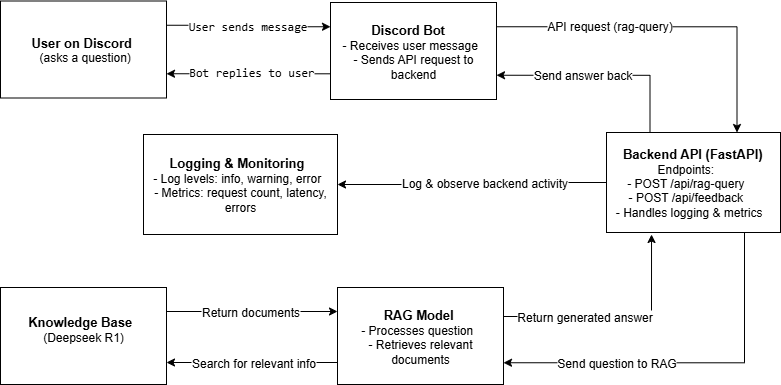 User on Discord
(asks a question)
User sends message
Bot replies to user
Discord Bot
- Receives user message
- Sends API request to
backend
API request (rag-query)
Send answer back
Logging & Monitoring
- Log levels: info, warning, error
- Metrics: request count, latency,
errors
Log & observe backend activity
Backend API (FastAPI)
Endpoints:
- POST /api/rag-query
- POST /api/feedback
- Handles logging & metrics
Knowledge Base
(Deepseek R1)
Return documents
Search for relevant info
RAG Model
- Processes question
- Retrieves relevant
documents
Return generated answer
Send question to RAG